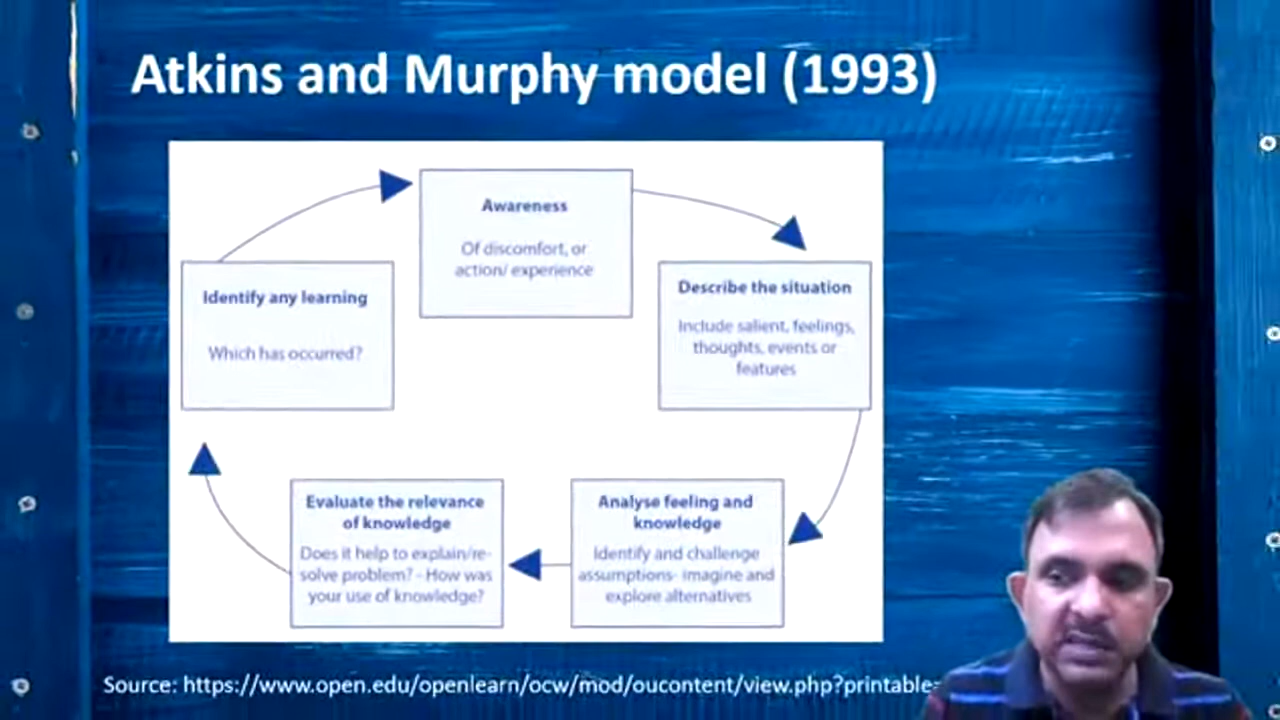 Atkins and Murphy model (1993)
Awareness
Of discomfort, or
action/ experience
Describe the situation
Include salient, feelings,
thoughts, events or
features
Analyse feeling and
knowledge
Identify and challenge
assumptions- imagine and
explore alternatives
Evaluate the relevance
of knowledge
Does it help to explain/re-
solve problem? - How was
your use of knowledge?
Identify any learning
Which has occurred?
Source: https://www.open.edu/openlearn/ocw/mod/oucontent/view.php?printable=